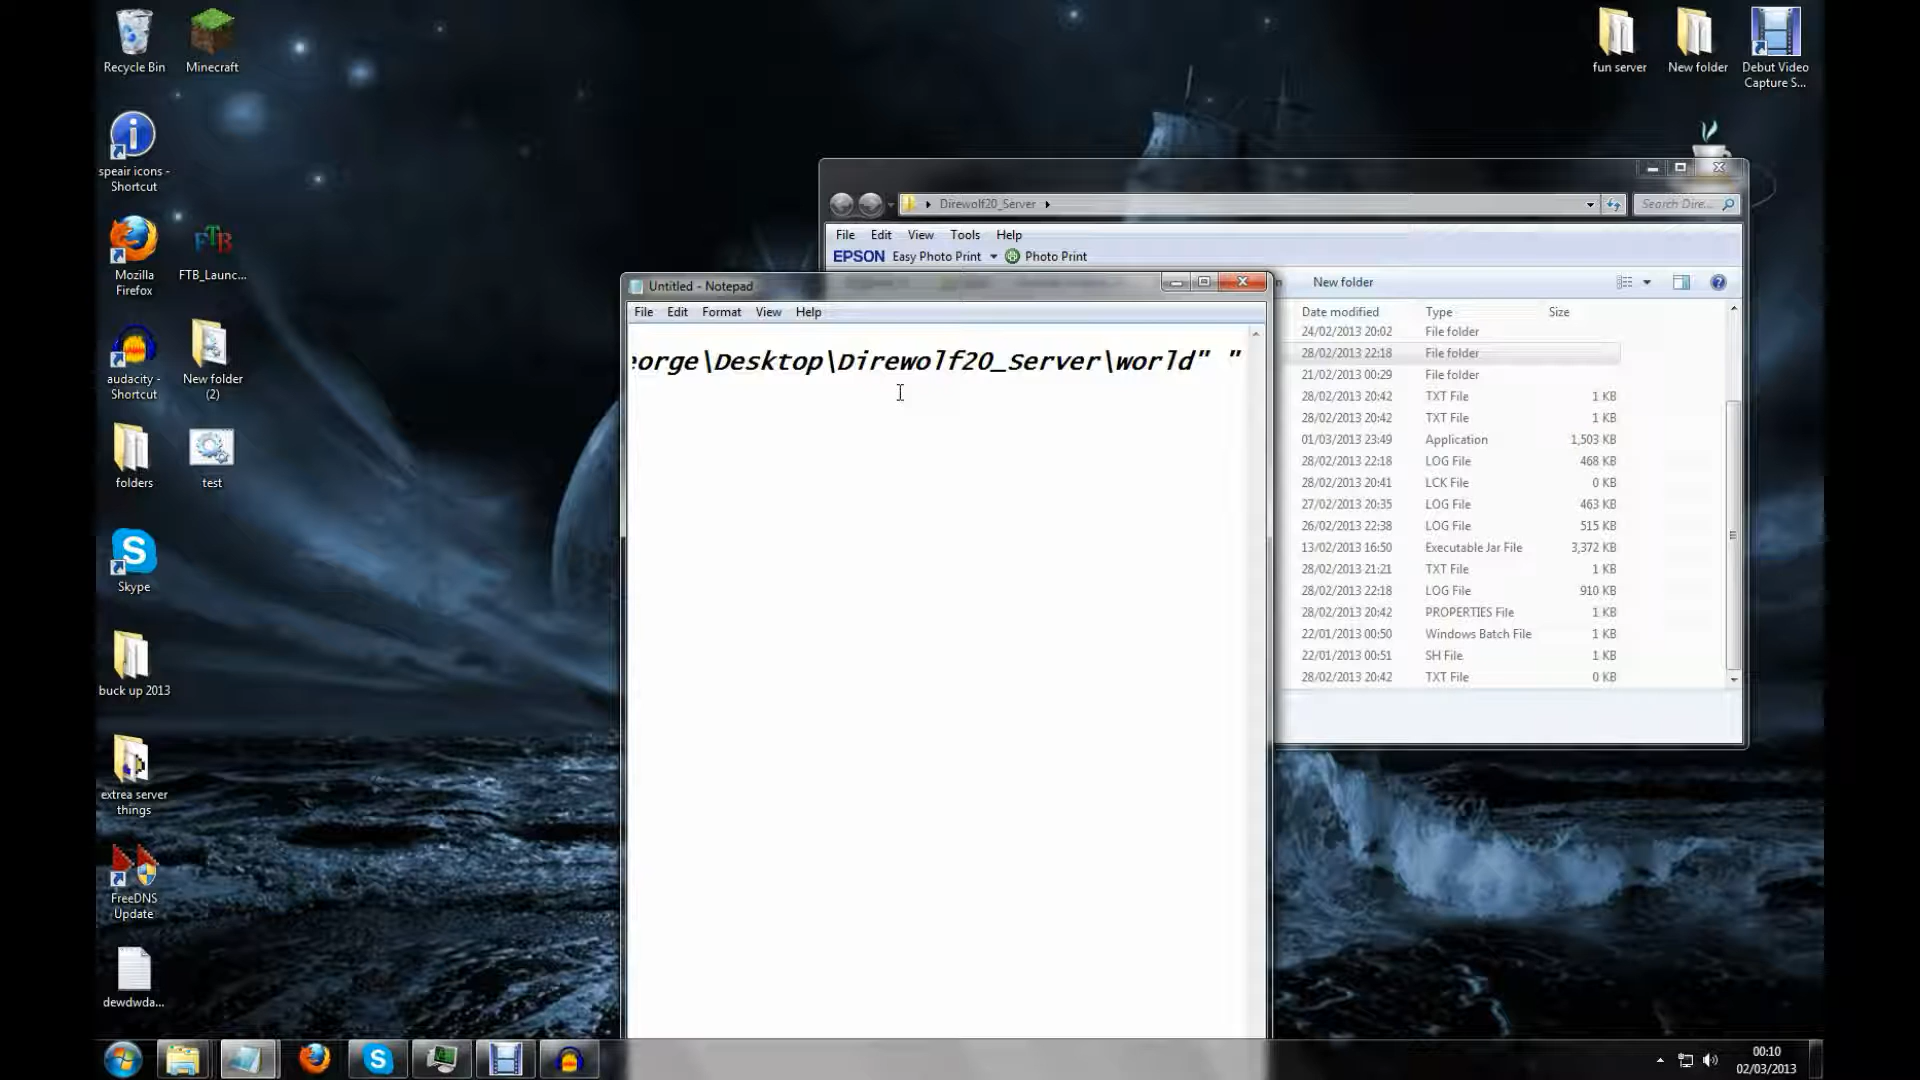 Recycle Bin
Minecraft
speair icons -
Shortcut
Mozilla
Firefox
FTB
FTB_Launc...
audacity -
Shortcut
New folder
(2)
folders
test
Skype
buck up 2013
extrea server
things
FreeDNS
Update
dewdwda...
fun server
New folder
Debut Video
Capture S...
Direwolf20_Server
Search Dire...
File Edit View Tools Help
EPSON Easy Photo Print Photo Print
New folder
Date modified Type Size
24/02/2013 20:02 File folder
28/02/2013 22:18 File folder
21/02/2013 00:29 File folder
28/02/2013 20:42 TXT File 1 KB
28/02/2013 20:42 TXT File 1 KB
01/03/2013 23:49 Application 1,503 KB
28/02/2013 22:18 LOG File 468 KB
28/02/2013 20:41 LCK File 0 KB
27/02/2013 20:35 LOG File 463 KB
26/02/2013 22:38 LOG File 515 KB
13/02/2013 16:50 Executable Jar File 3,372 KB
28/02/2013 21:21 TXT File 1 KB
28/02/2013 22:18 LOG File 910 KB
28/02/2013 20:42 PROPERTIES File 1 KB
22/01/2013 00:50 Windows Batch File 1 KB
22/01/2013 00:51 SH File 1 KB
28/02/2013 20:42 TXT File 0 KB
Untitled - Notepad
File Edit Format View Help
eorge\Desktop\Direwolf20_Server\world" "
00:10
02/03/2013